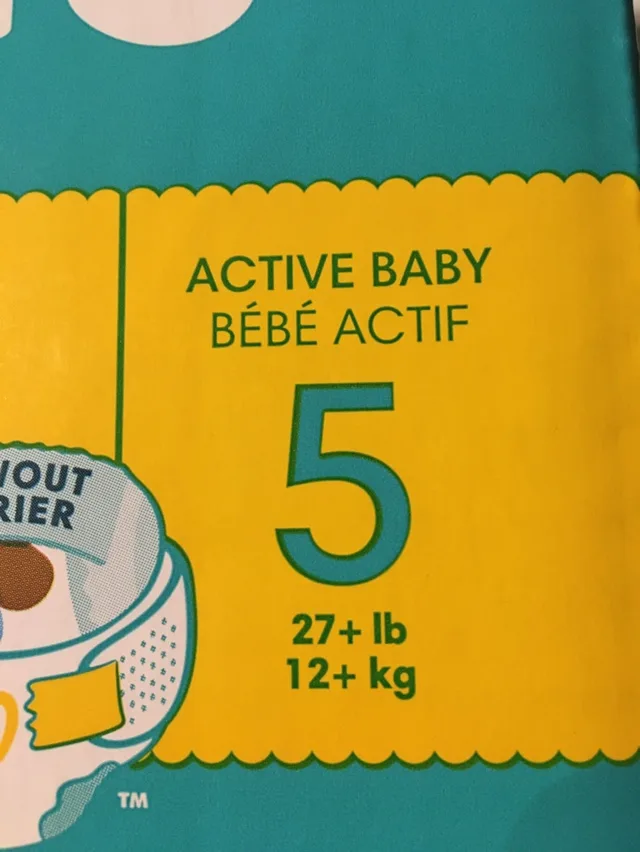 ACTIVE BABY
BÉBÉ ACTIF
5
27+ lb
12+ kg
TM